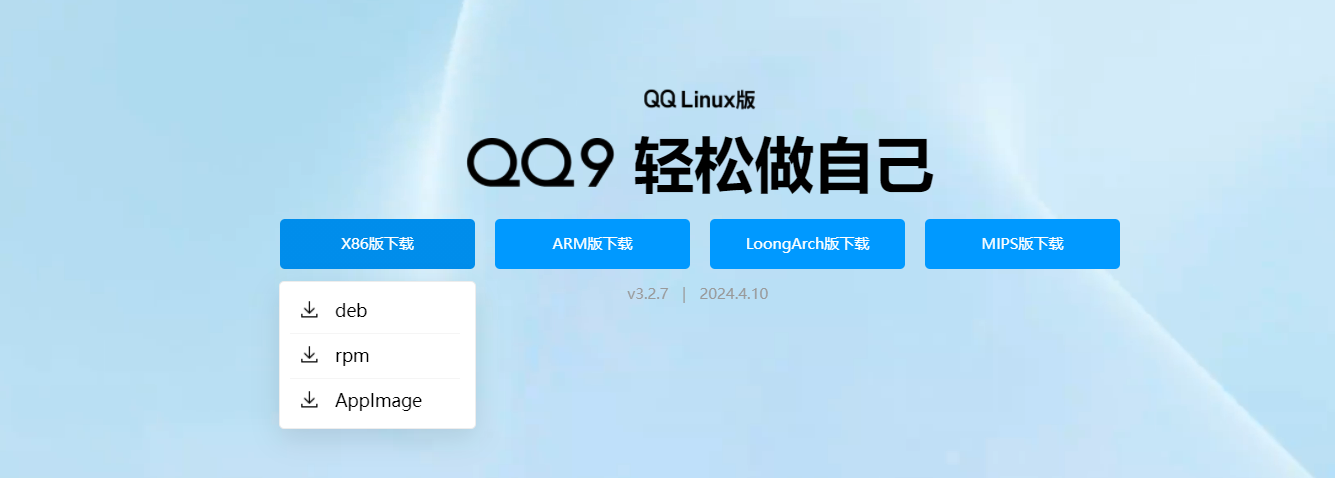 QQ Linux版
QQ9 轻松做自己
X86版下载
ARM版下载
LoongArch版下载
MIPS版下载
v3.2.7 | 2024.4.10
deb
rpm
AppImage